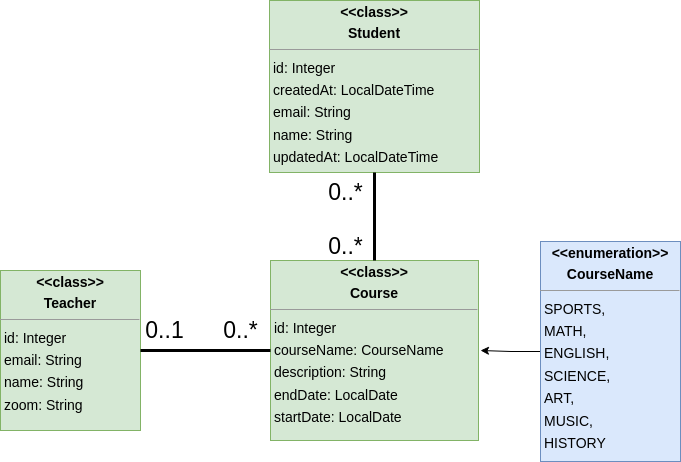 <<class>>
Student
id: Integer
createdAt: LocalDateTime
email: String
name: String
updatedAt: LocalDateTime
0..*
0..*
<<class>>
Teacher
id: Integer
email: String
name: String
zoom: String
0..1
0..*
<<class>>
Course
id: Integer
courseName: CourseName
description: String
endDate: LocalDate
startDate: LocalDate
<<enumeration>>
CourseName
SPORTS,
MATH,
ENGLISH,
SCIENCE,
ART,
MUSIC,
HISTORY